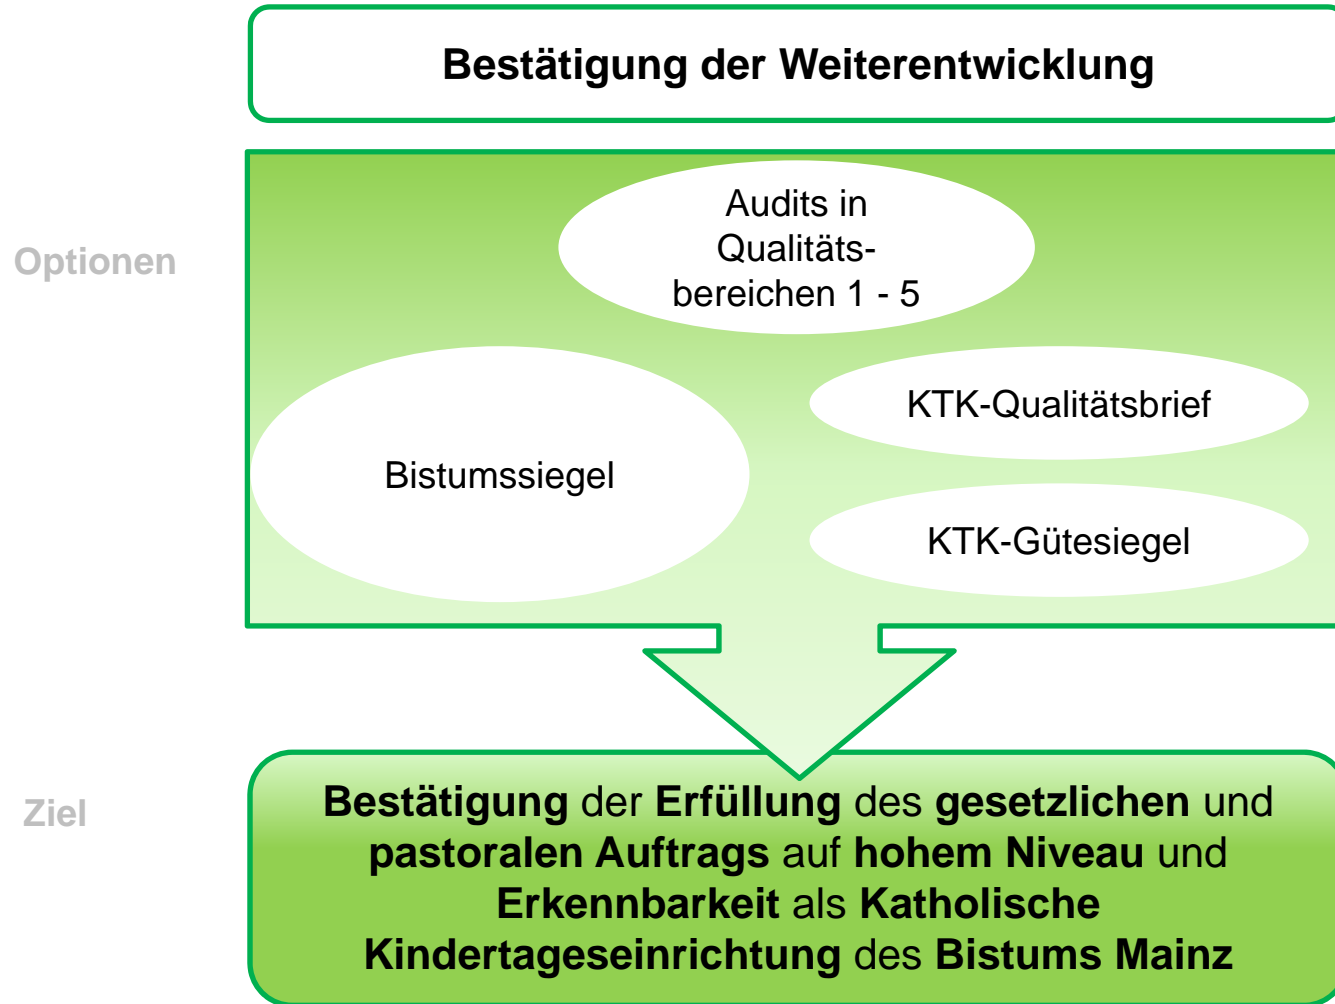 Bestätigung der Weiterentwicklung
Optionen
Audits in
Qualitäts-
bereichen 1 - 5
KTK-Qualitätsbrief
Bistumssiegel
KTK-Gütesiegel
Ziel
Bestätigung der Erfüllung des gesetzlichen und
pastoralen Auftrags auf hohem Niveau und
Erkennbarkeit als Katholische
Kindertageseinrichtung des Bistums Mainz